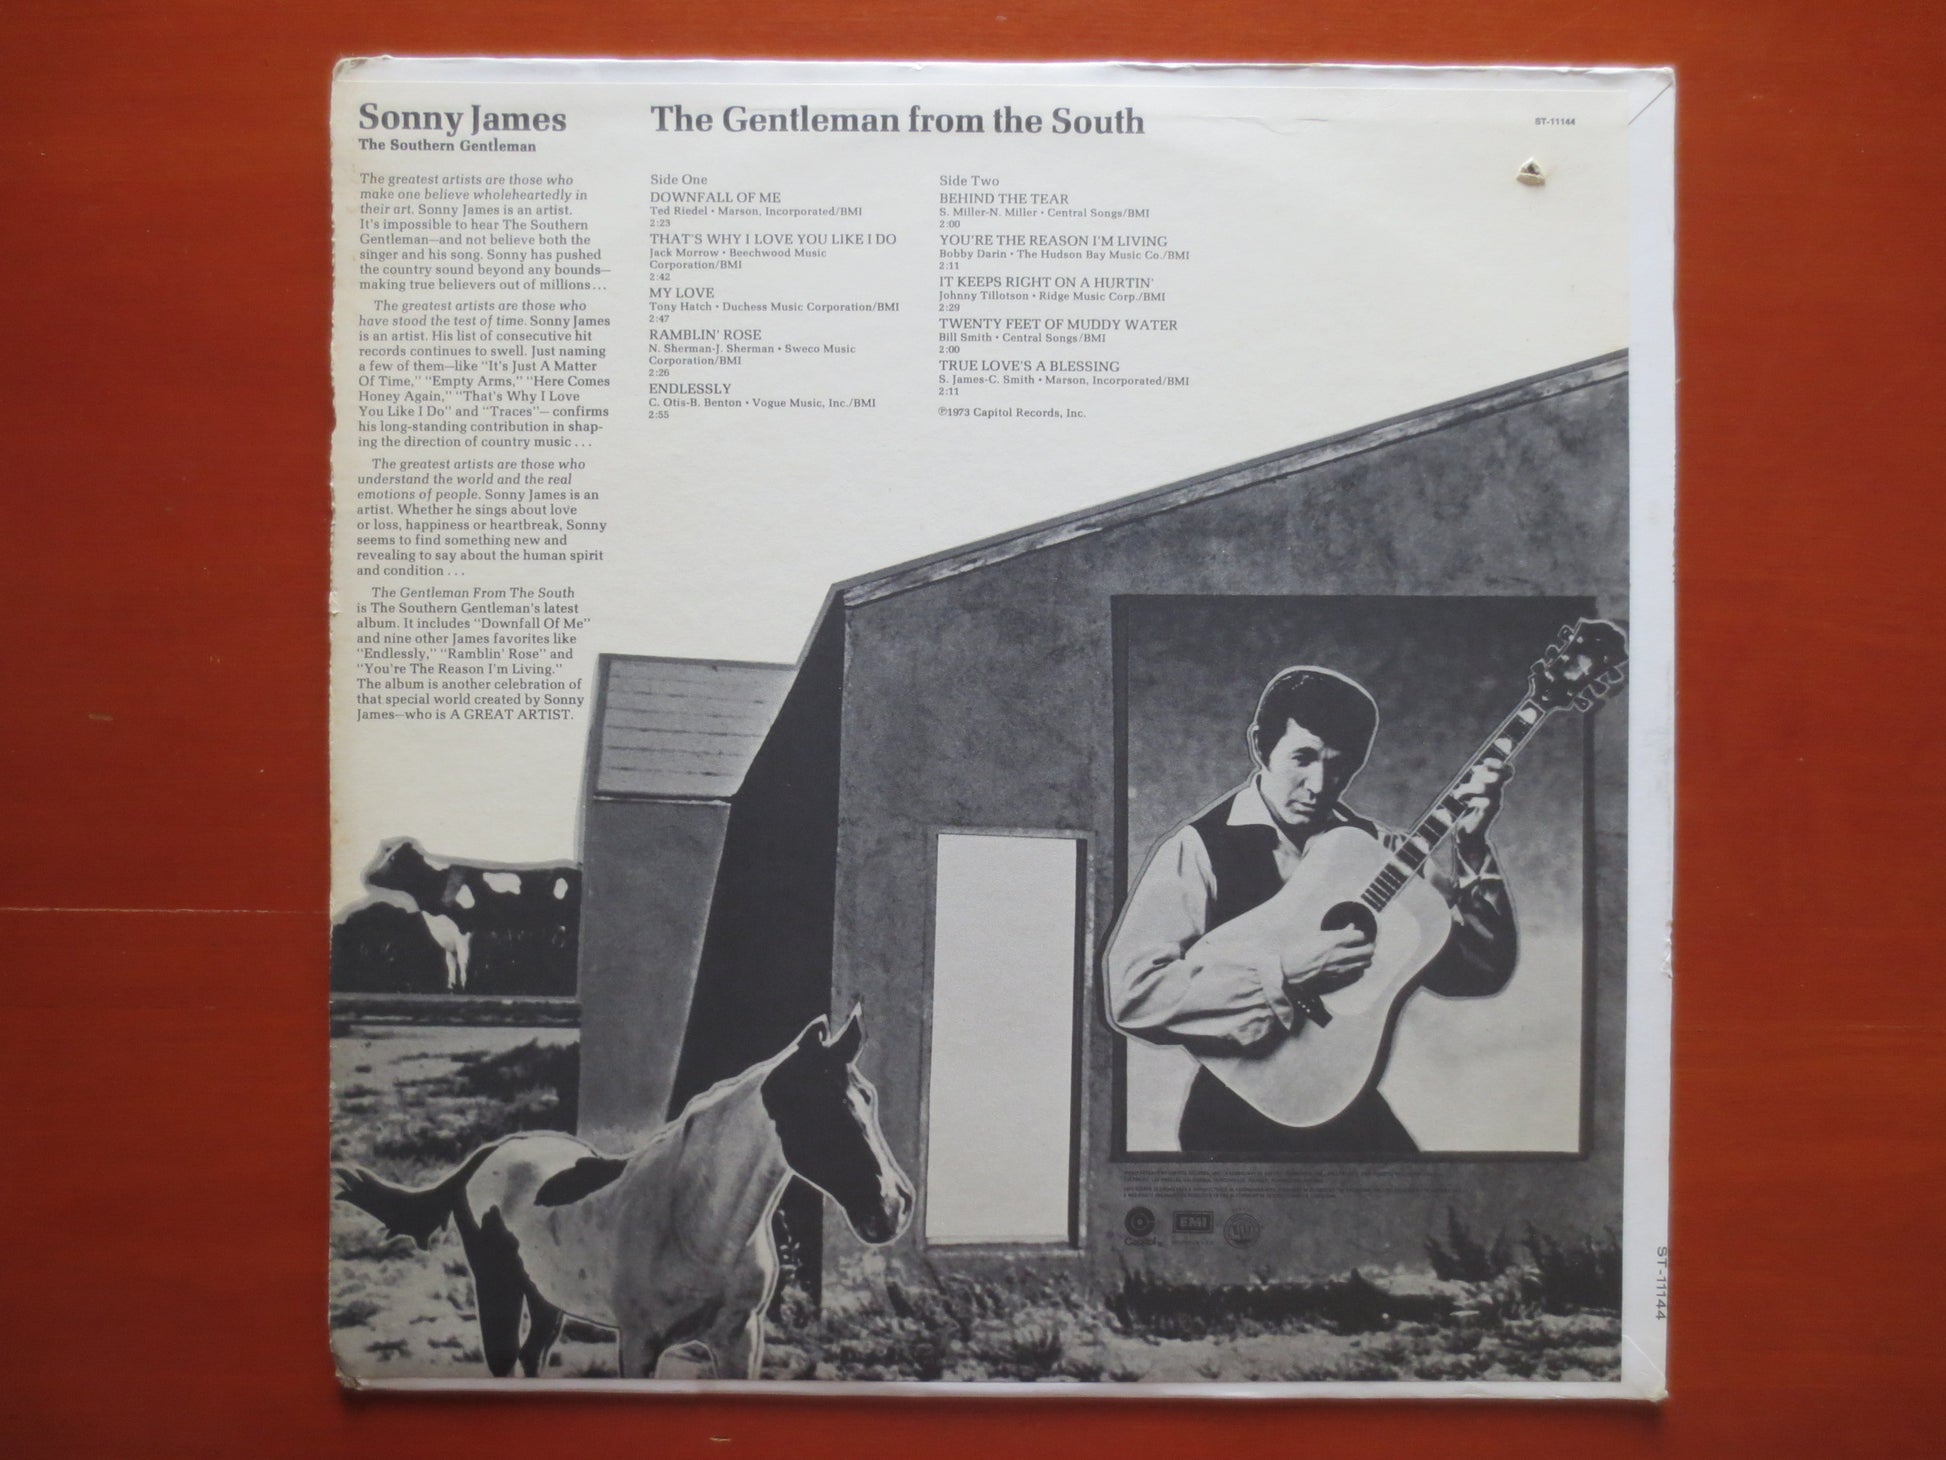 Sonny James
The Southern Gentleman
The greatest artists are those who
make one believe wholeheartedly in
their art. Sonny James is an artist.
It's impossible to hear The Southern
Gentleman—and not believe both the
singer and his song. Sonny has pushed
the country sound beyond any bounds—
making true believers out of millions...
The greatest artists are those who
have stood the test of time. Sonny James
is an artist. His list of consecutive hit
records continues to swell. Just naming
a few of them—like "It's Just A Matter
Of Time," "Empty Arms," "Here Comes
Honey Again," "That's Why I Love
You Like I Do" and "Traces"—confirms
his long-standing contribution in shap-
ing the direction of country music...
The greatest artists are those who
understand the world and the real
emotions of people. Sonny James is an
artist. Whether he sings about love
or loss, happiness or heartbreak, Sonny
seems to find something new and
revealing to say about the human spirit
and condition...
The Gentleman From The South
is The Southern Gentleman's latest
album. It includes "Downfall Of Me"
and nine other James favorites like
"Endlessly," "Ramblin' Rose" and
"You're The Reason I'm Living."
The album is another celebration of
that special world created by Sonny
James—who is A GREAT ARTIST.
The Gentleman from the South
ST-11144
Side One
DOWNFALL OF ME
Ted Riedel • Marson, Incorporated/BMI
2:23
THAT'S WHY I LOVE YOU LIKE I DO
Jack Morrow • Beechwood Music
Corporation/BMI
2:42
MY LOVE
Tony Hatch • Duchess Music Corporation/BMI
2:47
RAMBLIN' ROSE
N. Sherman-J. Sherman • Sweco Music
Corporation/BMI
2:26
ENDLESSLY
C. Otis-B. Benton • Vogue Music, Inc./BMI
2:55
Side Two
BEHIND THE TEAR
S. Miller-N. Miller • Central Songs/BMI
2:00
YOU'RE THE REASON I'M LIVING
Bobby Darin • The Hudson Bay Music Co./BMI
2:11
IT KEEPS RIGHT ON A HURTIN'
Johnny Tillotson • Ridge Music Corp./BMI
2:29
TWENTY FEET OF MUDDY WATER
Bill Smith • Central Songs/BMI
2:00
TRUE LOVE'S A BLESSING
S. James-C. Smith • Marson, Incorporated/BMI
2:11
℗1973 Capitol Records, Inc.
Capitol
EMI
ST-11144